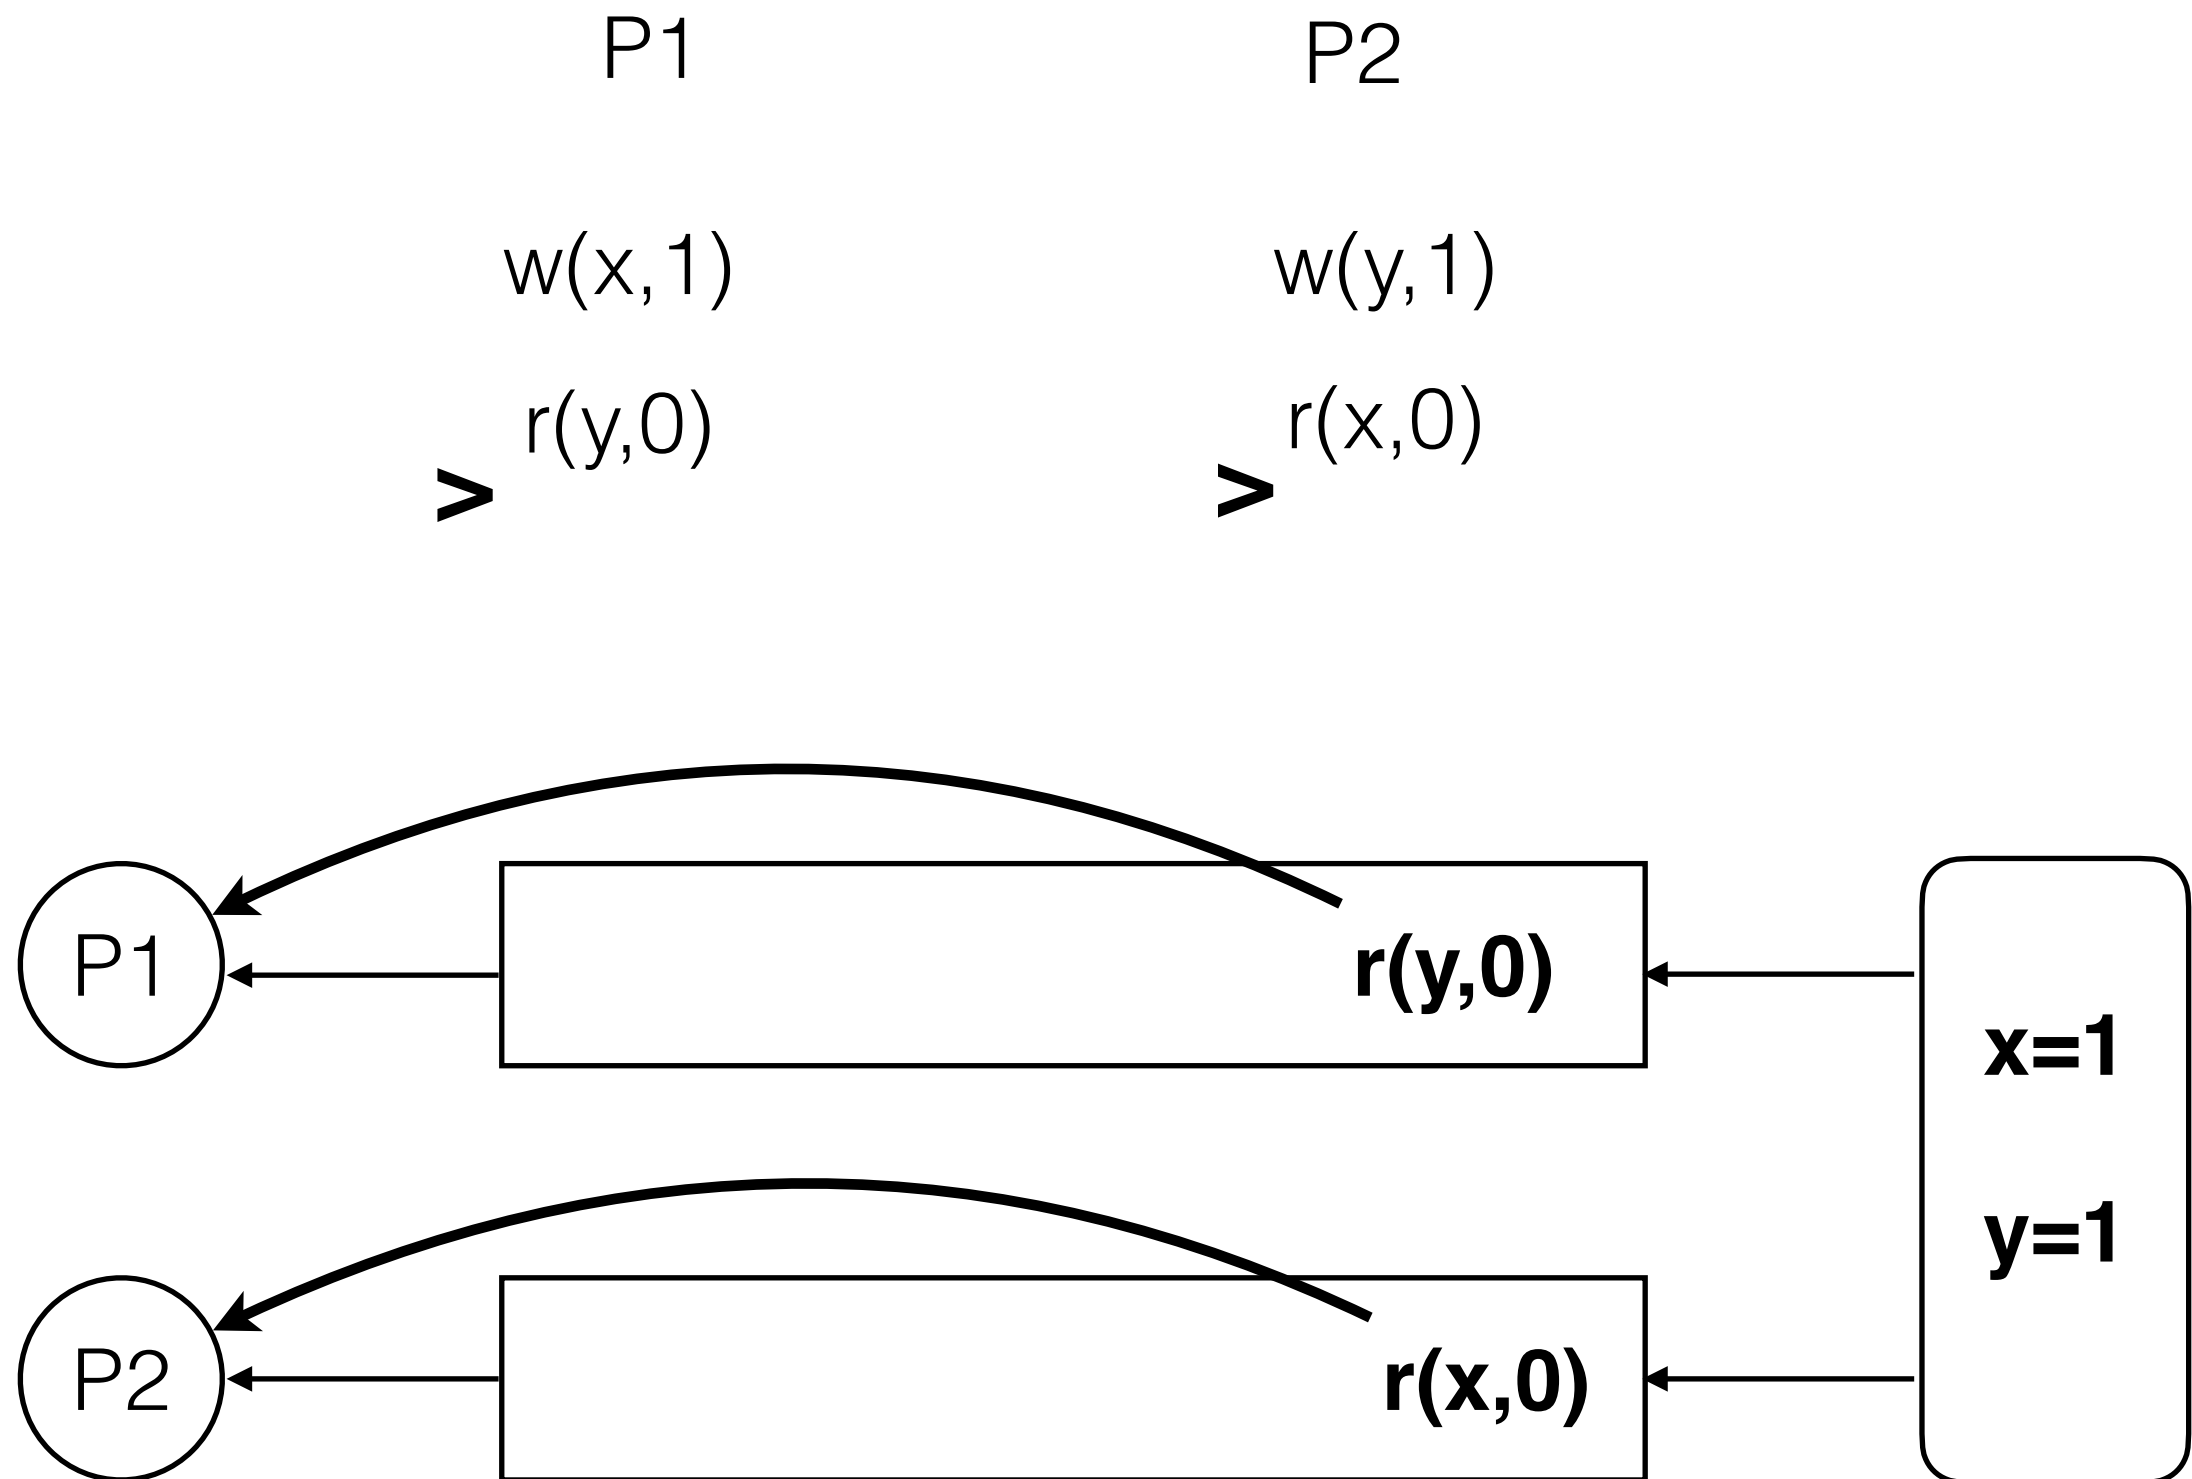 P1 P2
w(x,1) w(y,1)
r(y,0) r(x,0)
> >
P1 r(y,0)
x=1
y=1
P2 r(x,0)